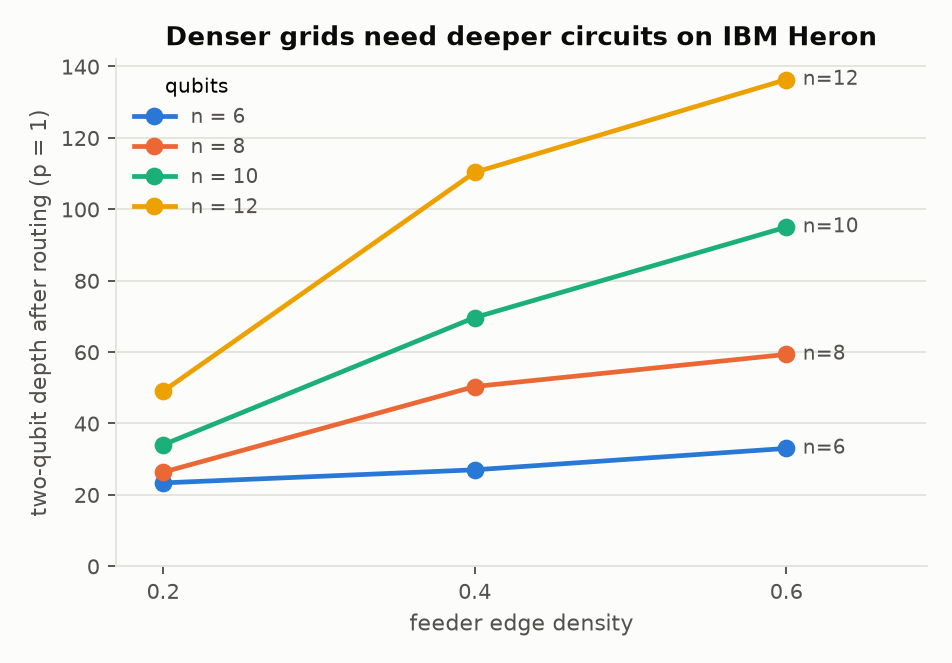 Denser grids need deeper circuits on IBM Heron
two-qubit depth after routing (p = 1)
140
120
100
80
60
40
20
0
qubits
n = 6
n = 8
n = 10
n = 12
n=12
n=10
n=8
n=6
0.2
0.4
0.6
feeder edge density